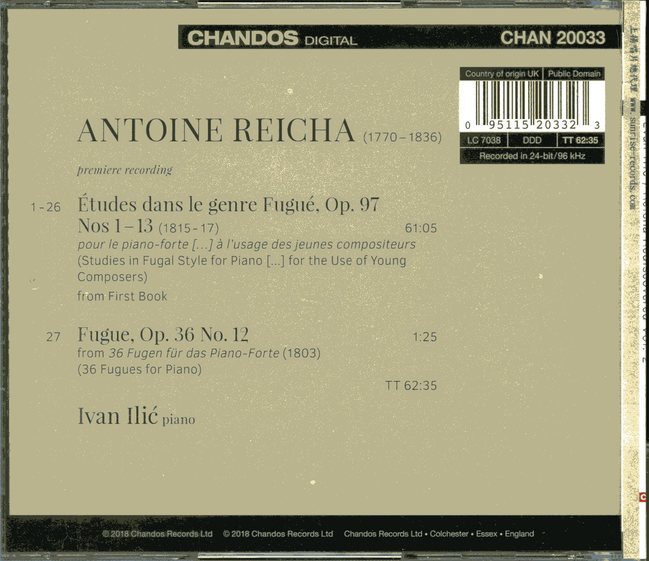 CHANDOS DIGITAL CHAN 20033
Country of origin UK Public Domain
0 95115 20332 3
LC 7038 DDD TT 62:35
Recorded in 24-bit/96 kHz
ANTOINE REICHA (1770–1836)
premiere recording
1-26 Études dans le genre Fugué, Op. 97
Nos 1–13 (1815-17) 61:05
pour le piano-forte [...] à l'usage des jeunes compositeurs
(Studies in Fugal Style for Piano [...] for the Use of Young
Composers)
from First Book
27 Fugue, Op. 36 No. 12 1:25
from 36 Fugen für das Piano-Forte (1803)
(36 Fugues for Piano)
TT 62:35
Ivan Ilić piano
℗ 2018 Chandos Records Ltd © 2018 Chandos Records Ltd Chandos Records Ltd • Colchester • Essex • England
www.sunrise-records.com